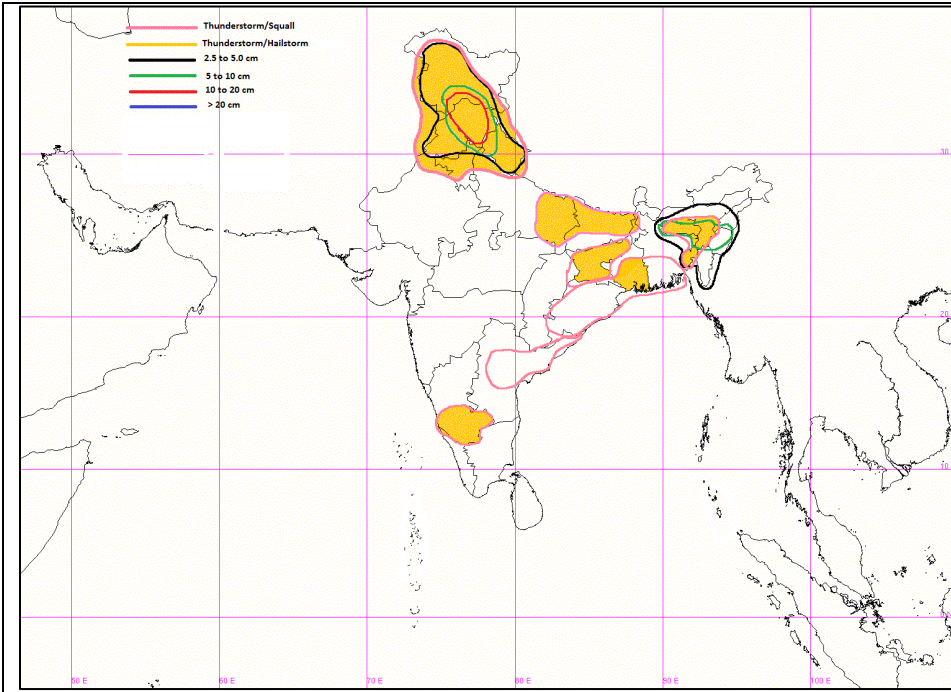 Thunderstorm/Squall
Thunderstorm/Hailstorm
2.5 to 5.0 cm
5 to 10 cm
10 to 20 cm
> 20 cm
30
20
10
50 E
60 E
70 E
80 E
90 E
100 E